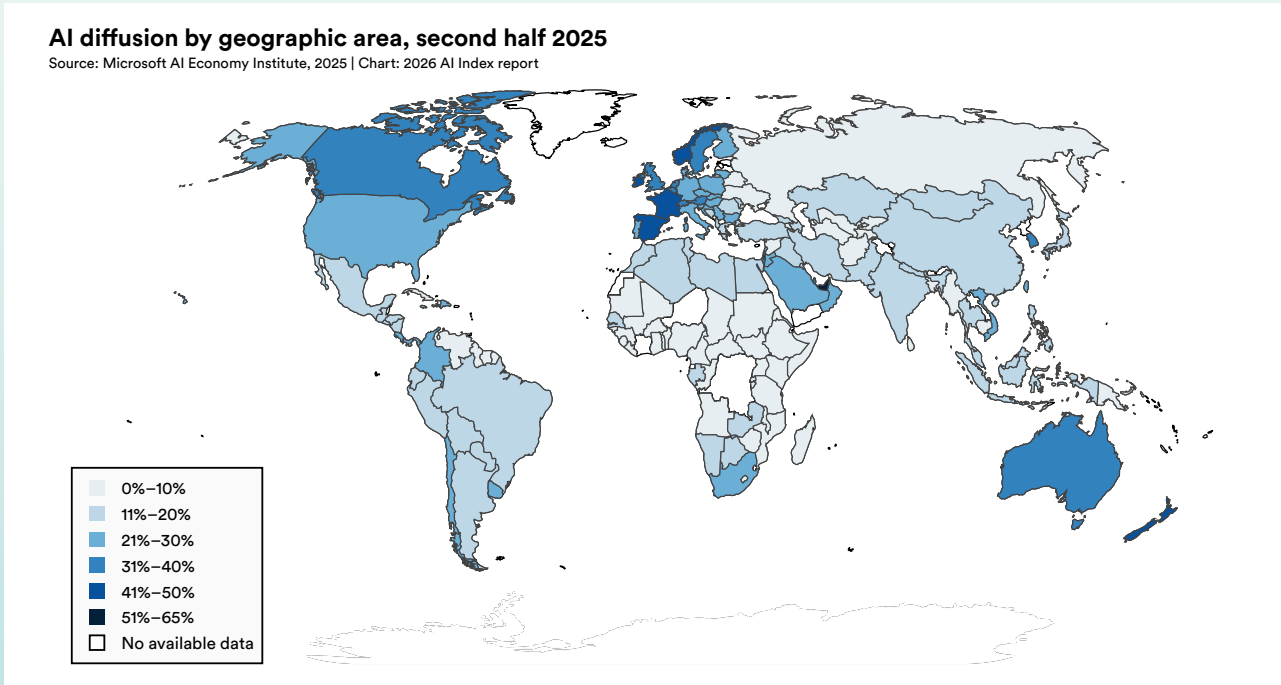 AI diffusion by geographic area, second half 2025
Source: Microsoft AI Economy Institute, 2025 | Chart: 2026 AI Index report
0%–10%
11%–20%
21%–30%
31%–40%
41%–50%
51%–65%
No available data